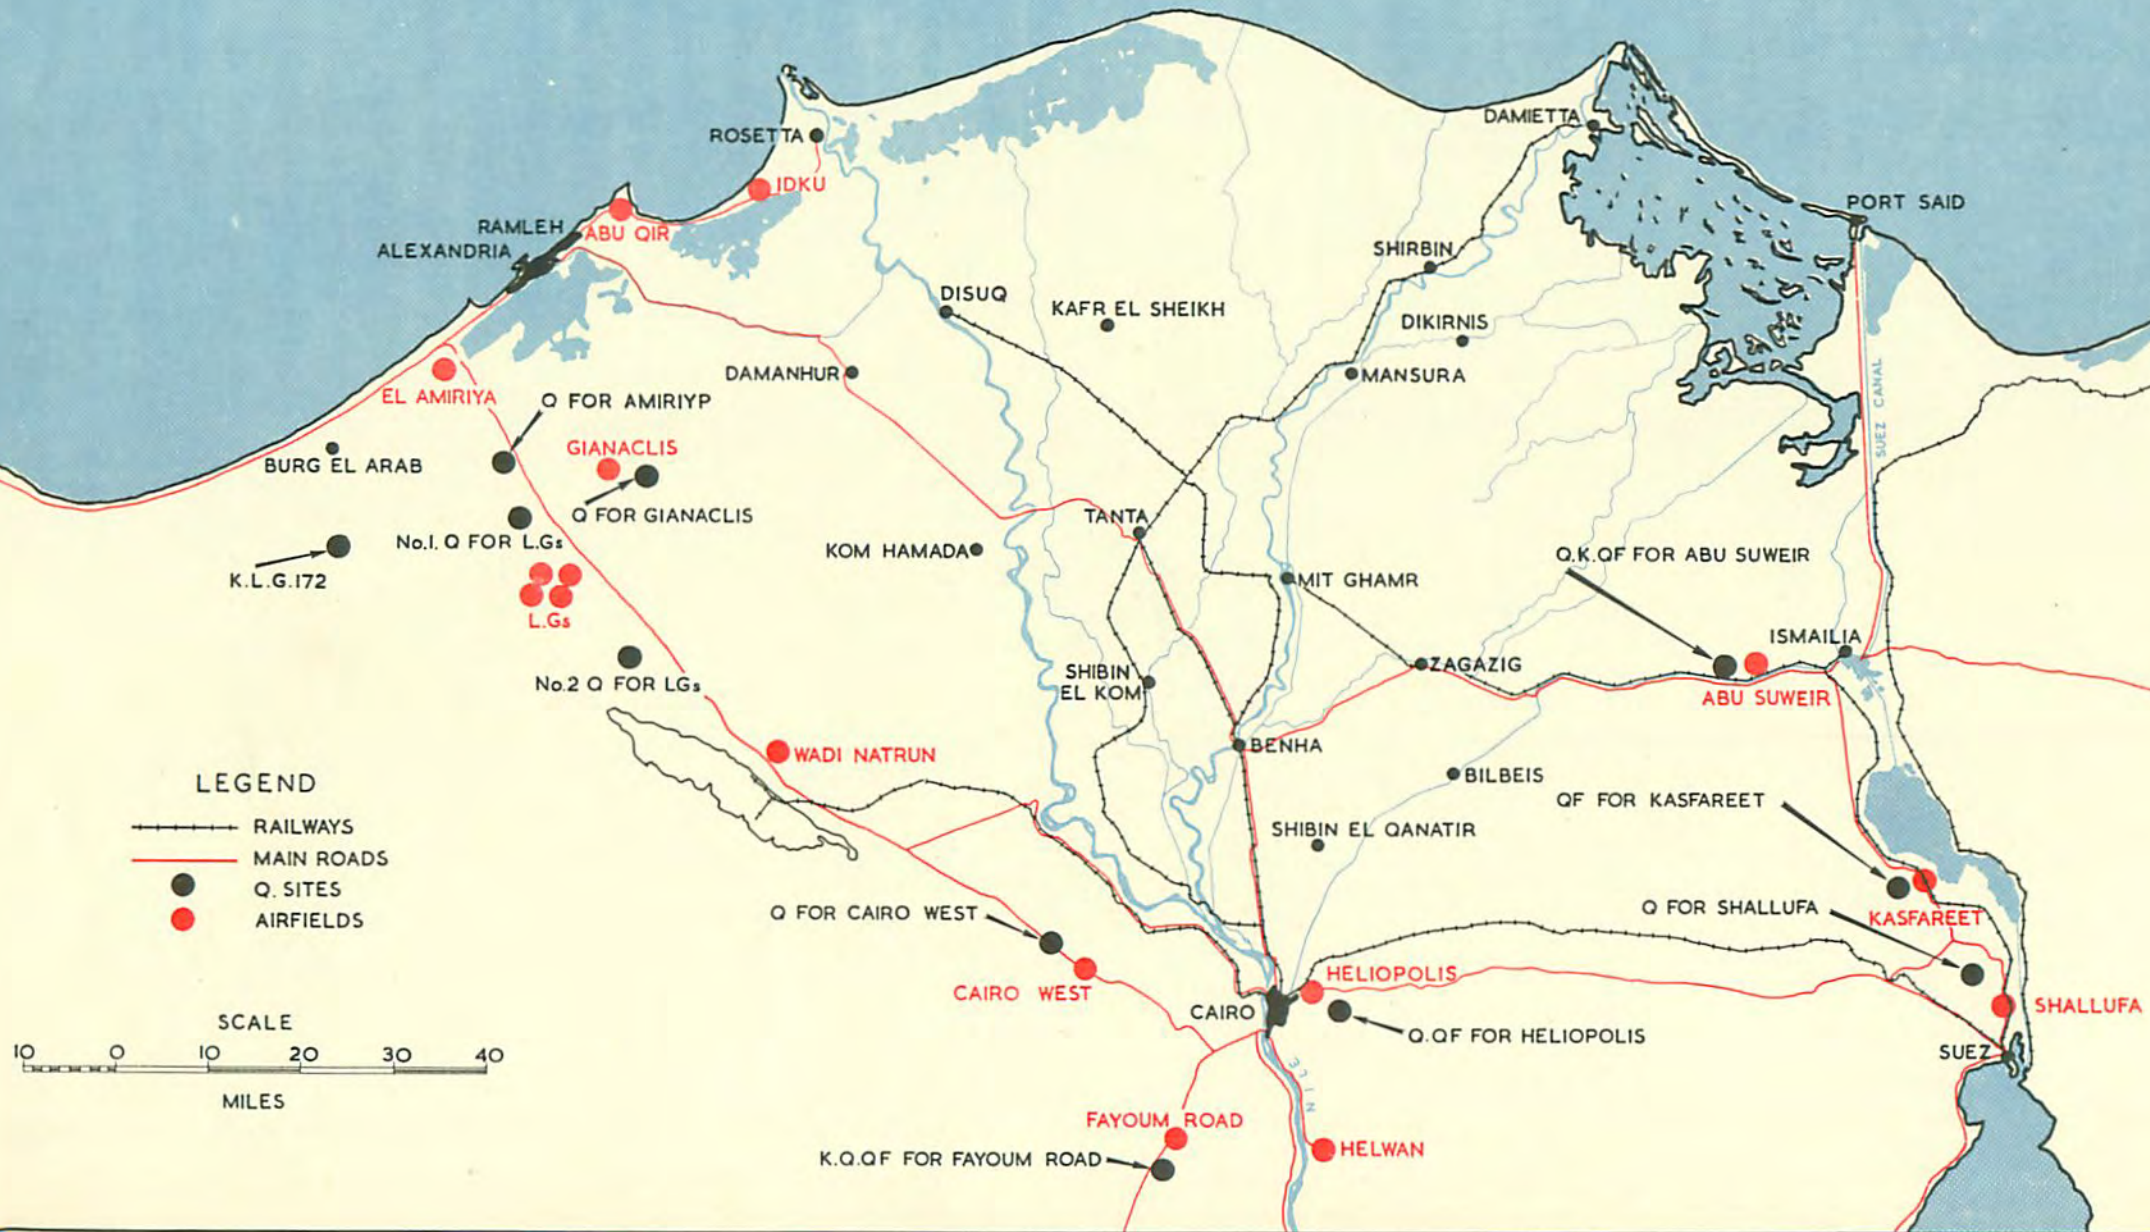 DAMIETTA
ROSETTA
IDKU
PORT SAID
RAMLEH
ABU QIR
ALEXANDRIA
SHIRBIN
DISUQ
KAFR EL SHEIKH
DIKIRNIS
DAMANHUR
MANSURA
EL AMIRIYA
Q FOR AMIRIYP
SUEZ CANAL
GIANACLIS
BURG EL ARAB
Q FOR GIANACLIS
TANTA
No.1. Q FOR L.Gs
KOM HAMADA
Q.K.QF FOR ABU SUWEIR
K.L.G.172
MIT GHAMR
L.Gs
ISMAILIA
ZAGAZIG
SHIBIN
EL KOM
No.2 Q FOR LGs
ABU SUWEIR
BENHA
WADI NATRUN
BILBEIS
LEGEND
QF FOR KASFAREET
RAILWAYS
SHIBIN EL QANATIR
MAIN ROADS
Q. SITES
Q FOR CAIRO WEST
Q FOR SHALLUFA
KASFAREET
AIRFIELDS
HELIOPOLIS
CAIRO WEST
SHALLUFA
CAIRO
SCALE
Q.QF FOR HELIOPOLIS
10 0 10 20 30 40
SUEZ
NILE
MILES
FAYOUM ROAD
HELWAN
K.Q.QF FOR FAYOUM ROAD